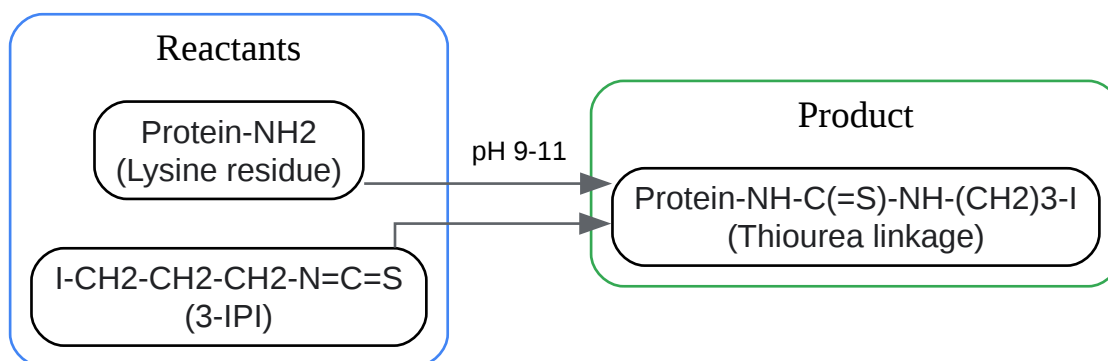 Reactants
Protein-NH2
(Lysine residue)
I-CH2-CH2-CH2-N=C=S
(3-IPI)
pH 9-11
Product
Protein-NH-C(=S)-NH-(CH2)3-I
(Thiourea linkage)